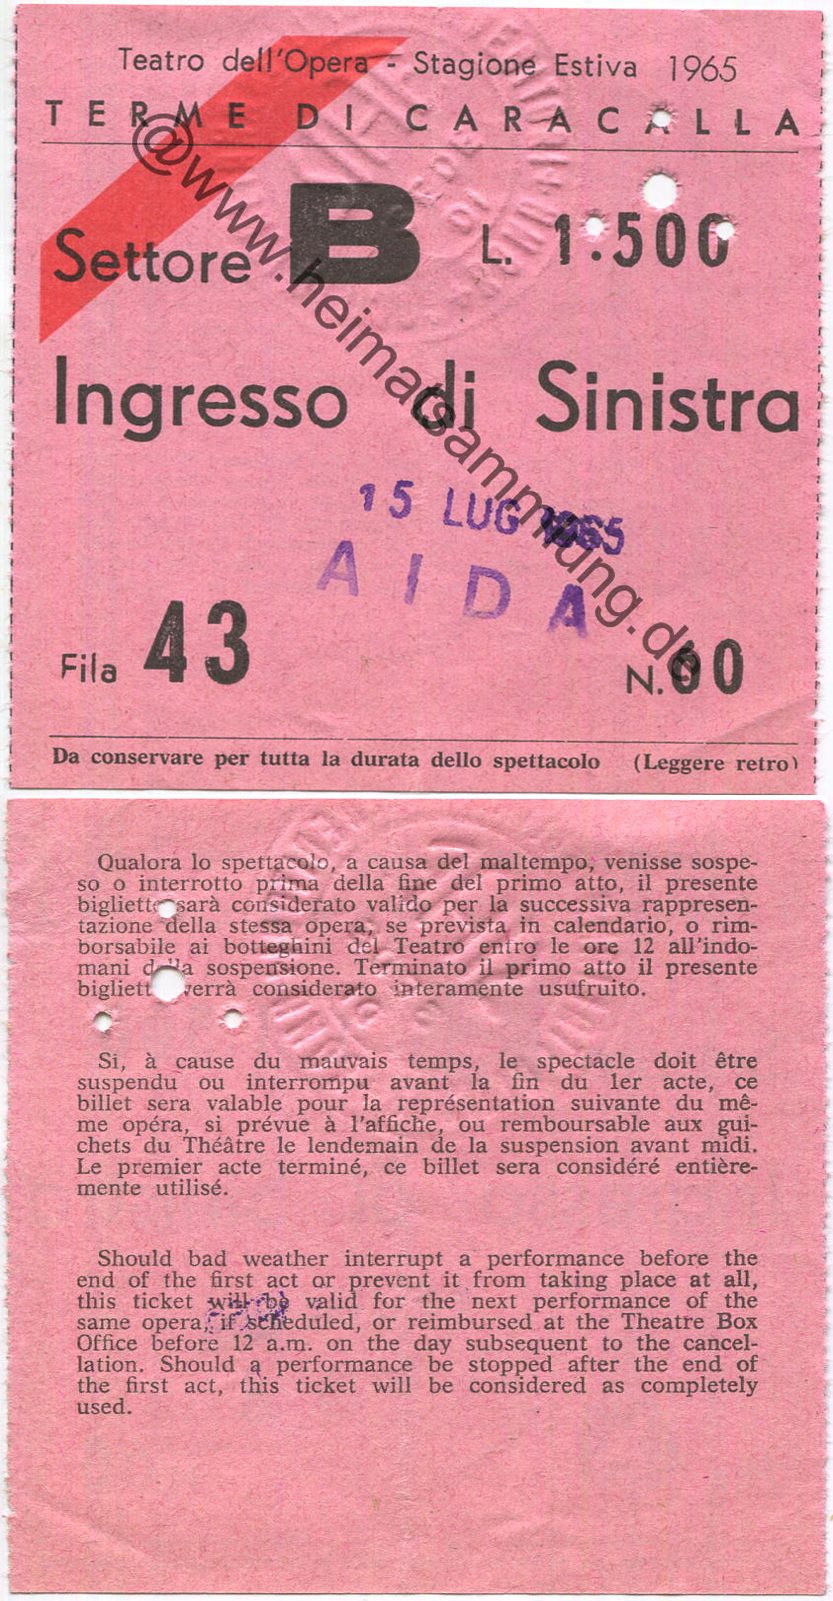 Teatro dell'Opera - Stagione Estiva 1965
TERME DI CARACALLA
Settore B L. 1.500
Ingresso di Sinistra
15 LUG 1965
AIDA
Fila 43 N. 60
Da conservare per tutta la durata dello spettacolo (Leggere retro)
@www.heimatsammlung.de
Qualora lo spettacolo, a causa del maltempo, venisse sospe-
so o interrotto prima della fine del primo atto, il presente
biglietto sarà considerato valido per la successiva rappresen-
tazione della stessa opera, se prevista in calendario, o rim-
borsabile ai botteghini del Teatro entro le ore 12 all'indo-
mani della sospensione. Terminato il primo atto il presente
biglietto verrà considerato interamente usufruito.
Si, à cause du mauvais temps, le spectacle doit être
suspendu ou interrompu avant la fin du 1er acte, ce
billet sera valable pour la représentation suivante du mê-
me opéra, si prévue à l'affiche, ou remboursable aux gui-
chets du Théâtre le lendemain de la suspension avant midi.
Le premier acte terminé, ce billet sera considéré entière-
mente utilisé.
Should bad weather interrupt a performance before the
end of the first act or prevent it from taking place at all,
this ticket will be valid for the next performance of the
same opera, if scheduled, or reimbursed at the Theatre Box
Office before 12 a.m. on the day subsequent to the cancel-
lation. Should a performance be stopped after the end of
the first act, this ticket will be considered as completely
used.